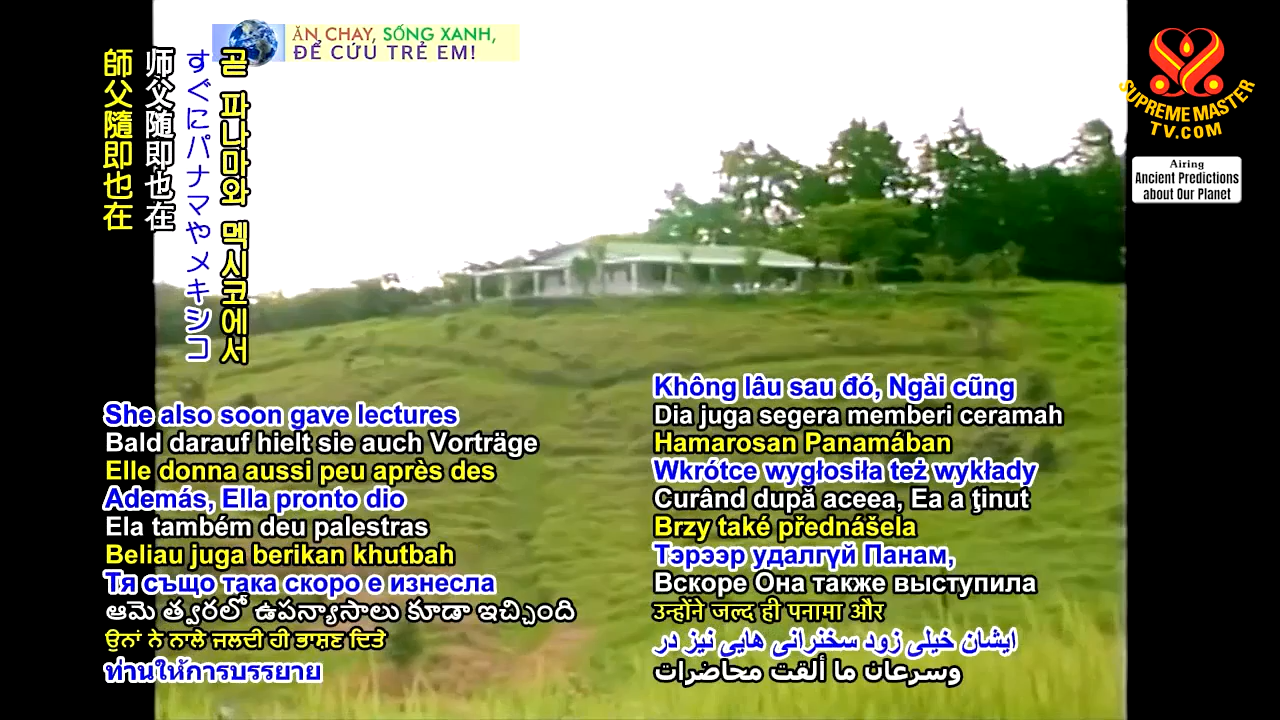 ĂN CHAY, SỐNG XANH,
ĐỂ CỨU TRẺ EM!
SUPREME MASTER
TV.COM
Airing
Ancient Predictions
about Our Planet
師父隨即也在
师父随即也在
すぐにパナマやメキシコ
곧 파나마와 멕시코에서
She also soon gave lectures
Bald darauf hielt sie auch Vorträge
Elle donna aussi peu après des
Además, Ella pronto dio
Ela também deu palestras
Beliau juga berikan khutbah
Тя също така скоро е изнесла
ఆమె త్వరలో ఉపన్యాసాలు కూడా ఇచ్చింది
ਉਨਾਂ ਨੇ ਨਾਲੇ ਜਲਦੀ ਹੀ ਭਾਸ਼ਣ ਦਿਤੇ
ท่านให้การบรรยาย
Không lâu sau đó, Ngài cũng
Dia juga segera memberi ceramah
Hamarosan Panamában
Wkrótce wygłosiła też wykłady
Curând după aceea, Ea a ţinut
Brzy také přednášela
Тэрээр удалгүй Панам,
Вскоре Она также выступила
उन्होंने जल्द ही पनामा और
ایشان خیلی زود سخنرانی هایی نیز در
وسرعان ما ألقت محاضرات